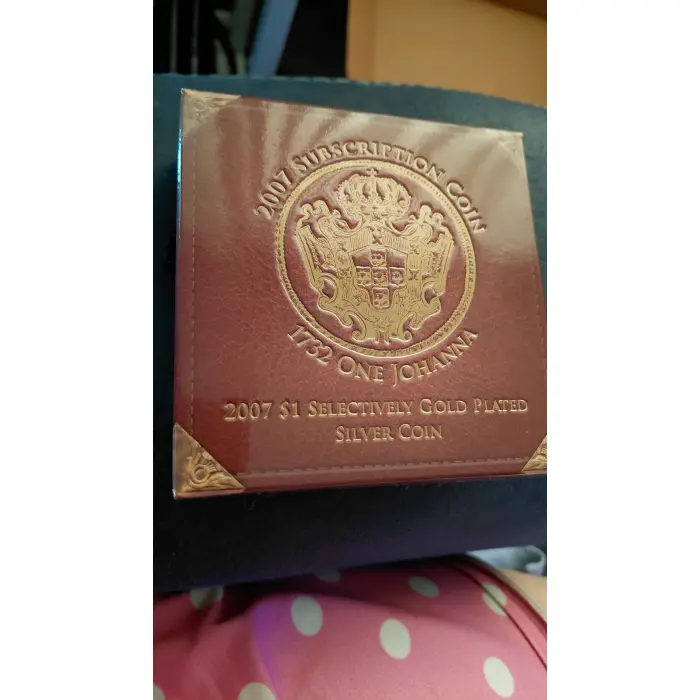 2007 Subscription Coin
1732 One Johanna
2007 $1 Selectively Gold Plated
Silver Coin